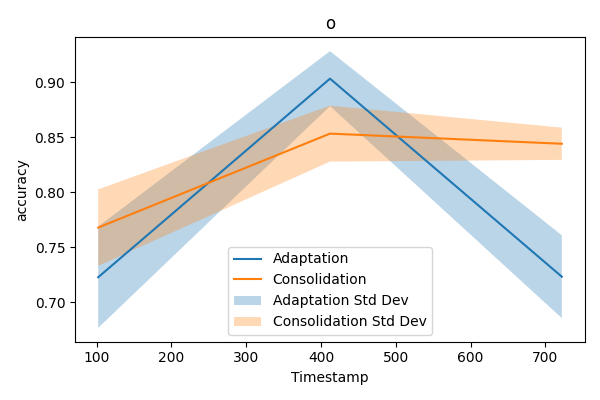 o
accuracy
0.90
0.85
0.80
0.75
0.70
Adaptation
Consolidation
Adaptation Std Dev
Consolidation Std Dev
100 200 300 400 500 600 700
Timestamp